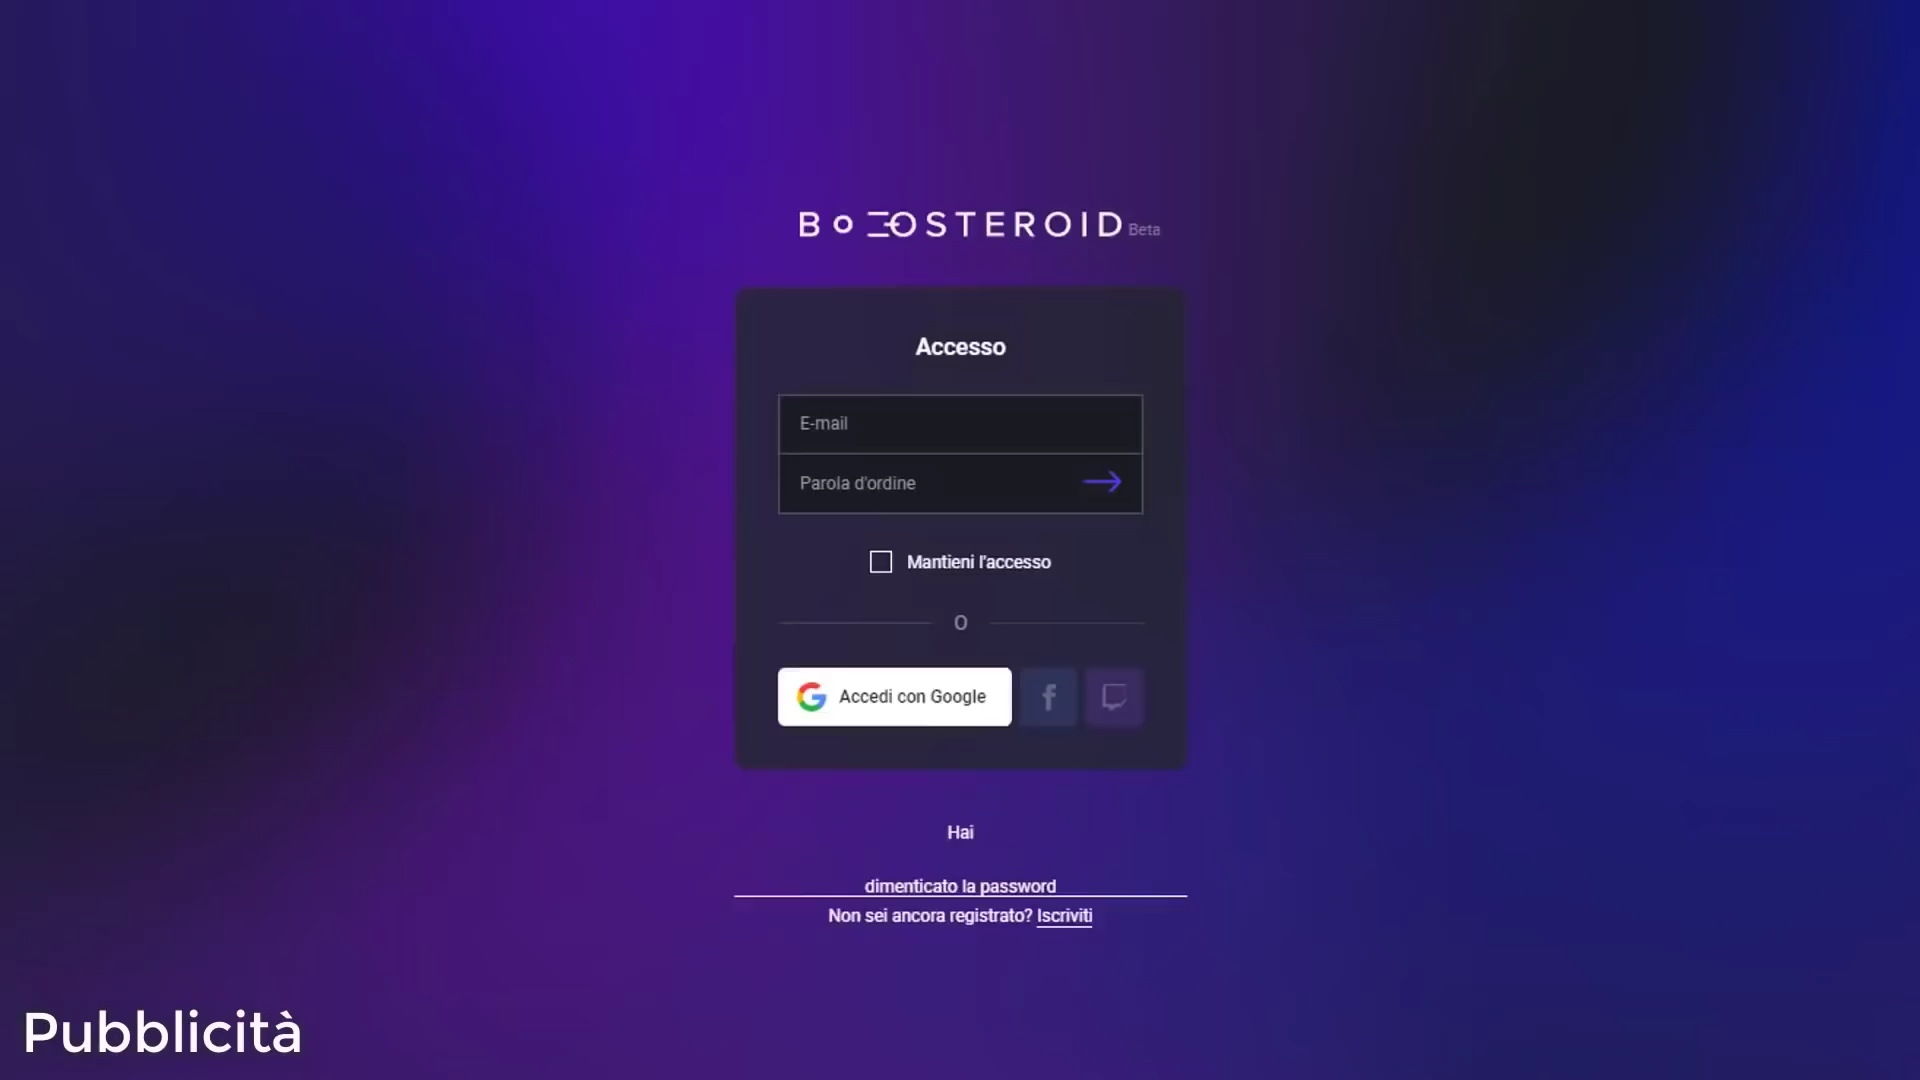 BOOSTEROID Beta
Accesso
E-mail
Parola d'ordine
Mantieni l'accesso
O
Accedi con Google
Hai
dimenticato la password
Non sei ancora registrato? Iscriviti
Pubblicità